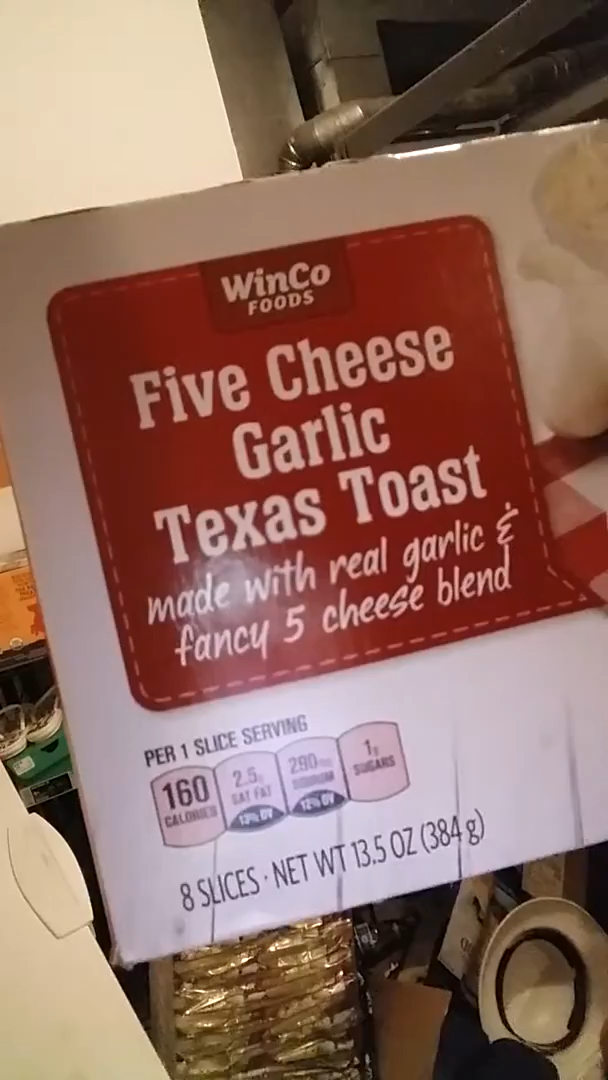 WinCo
FOODS
Five Cheese
Garlic
Texas Toast
made with real garlic &
fancy 5 cheese blend
PER 1 SLICE SERVING
160 CALORIES
2.5g SAT FAT 13% DV
290mg SODIUM 12% DV
1g SUGARS
8 SLICES · NET WT 13.5 OZ (384 g)